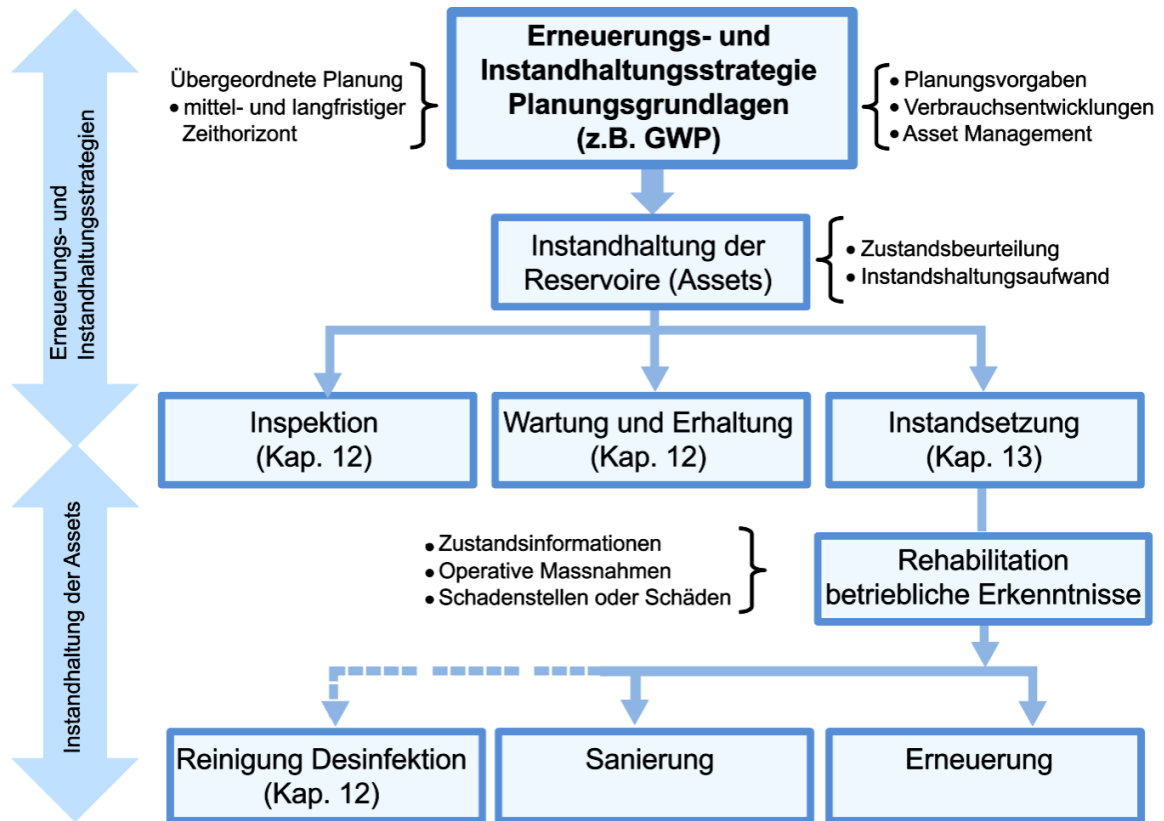 Erneuerungs- und
Instandhaltungsstrategie
Planungsgrundlagen
(z.B. GWP)
Übergeordnete Planung
• mittel- und langfristiger
Zeithorizont
• Planungsvorgaben
• Verbrauchsentwicklungen
• Asset Management
Erneuerungs- und
Instandhaltungsstrategien
Instandhaltung der
Reservoire (Assets)
• Zustandsbeurteilung
• Instandshaltungsaufwand
Inspektion
(Kap. 12)
Wartung und Erhaltung
(Kap. 12)
Instandsetzung
(Kap. 13)
Instandhaltung der Assets
• Zustandsinformationen
• Operative Massnahmen
• Schadenstellen oder Schäden
Rehabilitation
betriebliche Erkenntnisse
Reinigung Desinfektion
(Kap. 12)
Sanierung
Erneuerung